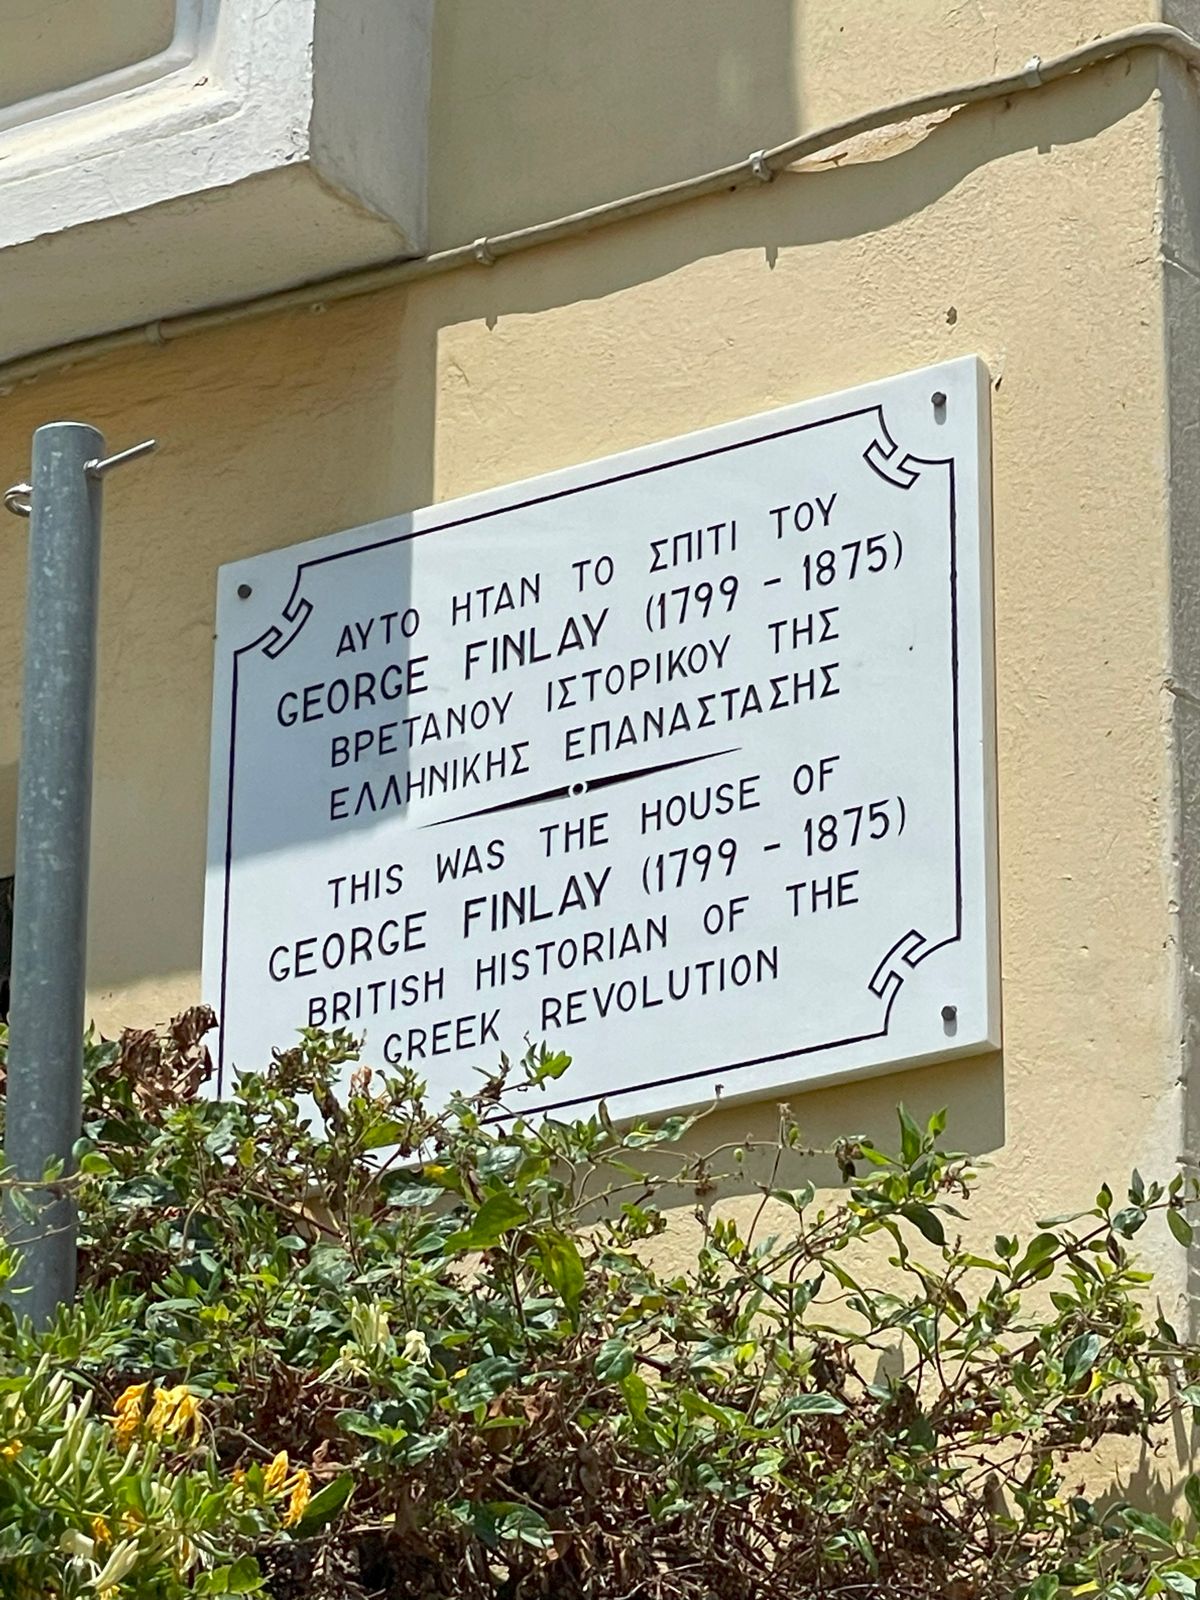 ΑΥΤΟ ΗΤΑΝ ΤΟ ΣΠΙΤΙ ΤΟΥ
GEORGE FINLAY (1799 - 1875)
ΒΡΕΤΑΝΟΥ ΙΣΤΟΡΙΚΟΥ ΤΗΣ
ΕΛΛΗΝΙΚΗΣ ΕΠΑΝΑΣΤΑΣΗΣ
THIS WAS THE HOUSE OF
GEORGE FINLAY (1799 - 1875)
BRITISH HISTORIAN OF THE
GREEK REVOLUTION